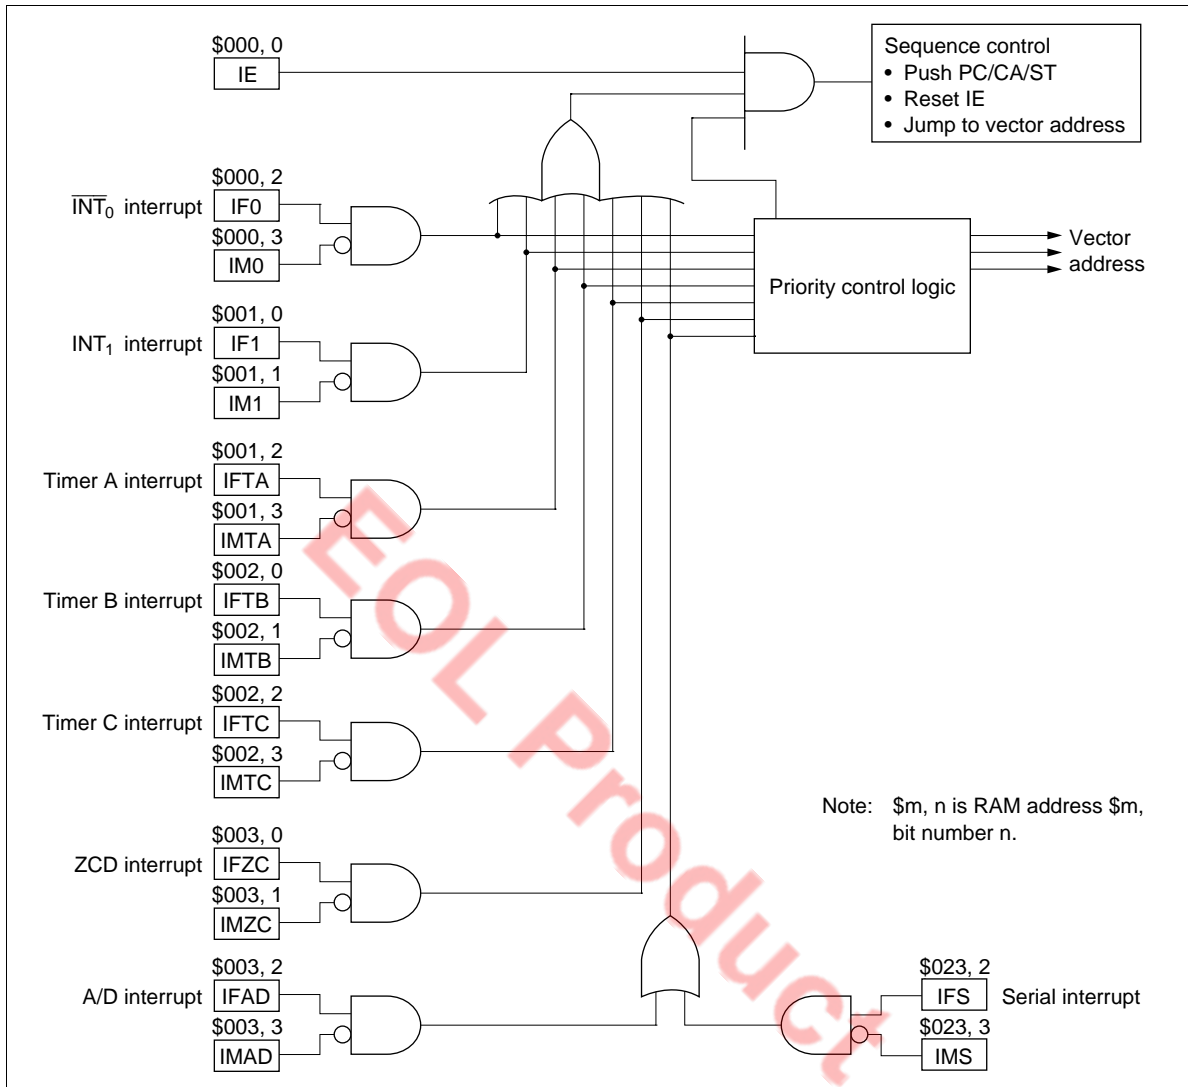 $000, 0
IE
Sequence control
• Push PC/CA/ST
• Reset IE
• Jump to vector address
$000, 2
INT0 interrupt
IF0
$000, 3
IM0
Priority control logic
Vector
address
$001, 0
INT1 interrupt
IF1
$001, 1
IM1
$001, 2
Timer A interrupt
IFTA
$001, 3
IMTA
$002, 0
Timer B interrupt
IFTB
$002, 1
IMTB
$002, 2
Timer C interrupt
IFTC
$002, 3
IMTC
Note: $m, n is RAM address $m,
bit number n.
$003, 0
ZCD interrupt
IFZC
$003, 1
IMZC
$003, 2
A/D interrupt
IFAD
$003, 3
IMAD
$023, 2
IFS
Serial interrupt
$023, 3
IMS
EOL Product